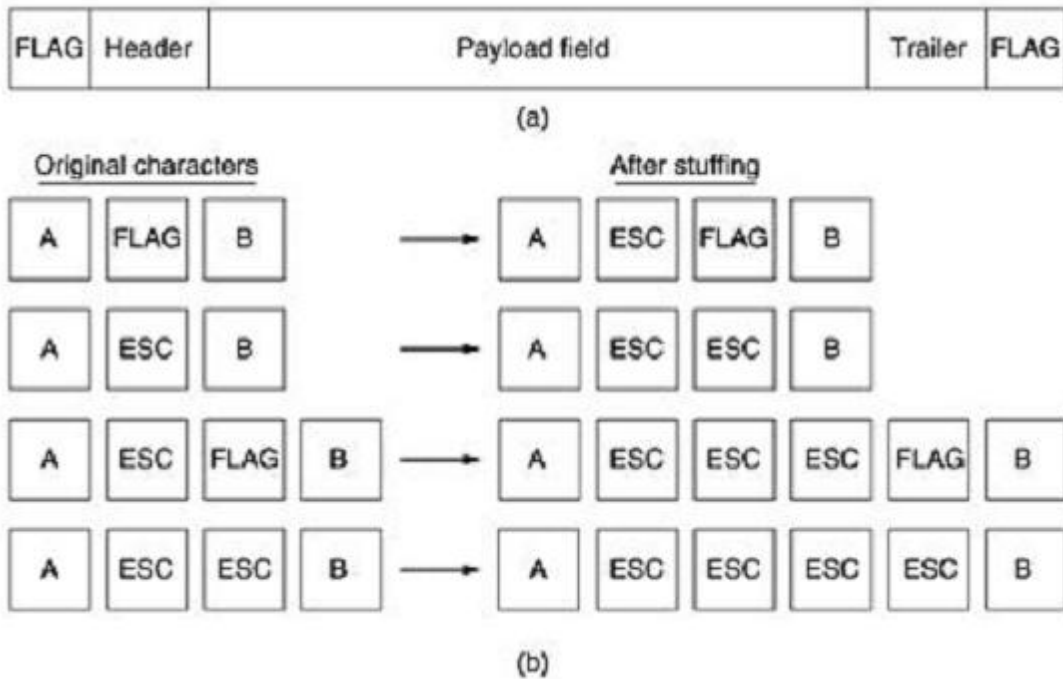 FLAG Header Payload field Trailer FLAG
(a)
Original characters After stuffing
A FLAG B A ESC FLAG B
A ESC B A ESC ESC B
A ESC FLAG B A ESC ESC ESC FLAG B
A ESC ESC B A ESC ESC ESC ESC B
(b)